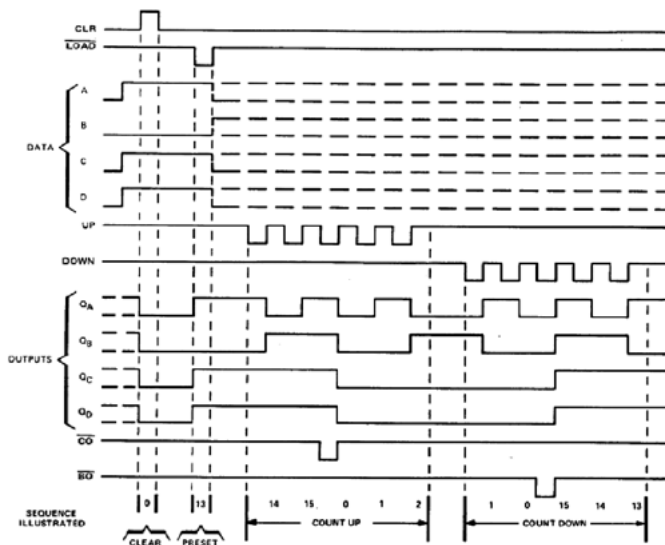 CLR
LOAD
A
B
DATA
C
D
UP
DOWN
QA
QB
OUTPUTS
QC
QD
CO
BO
SEQUENCE ILLUSTRATED
0 13 14 15 0 1 2 1 0 15 14 13
COUNT UP COUNT DOWN
CLEAR PRESET